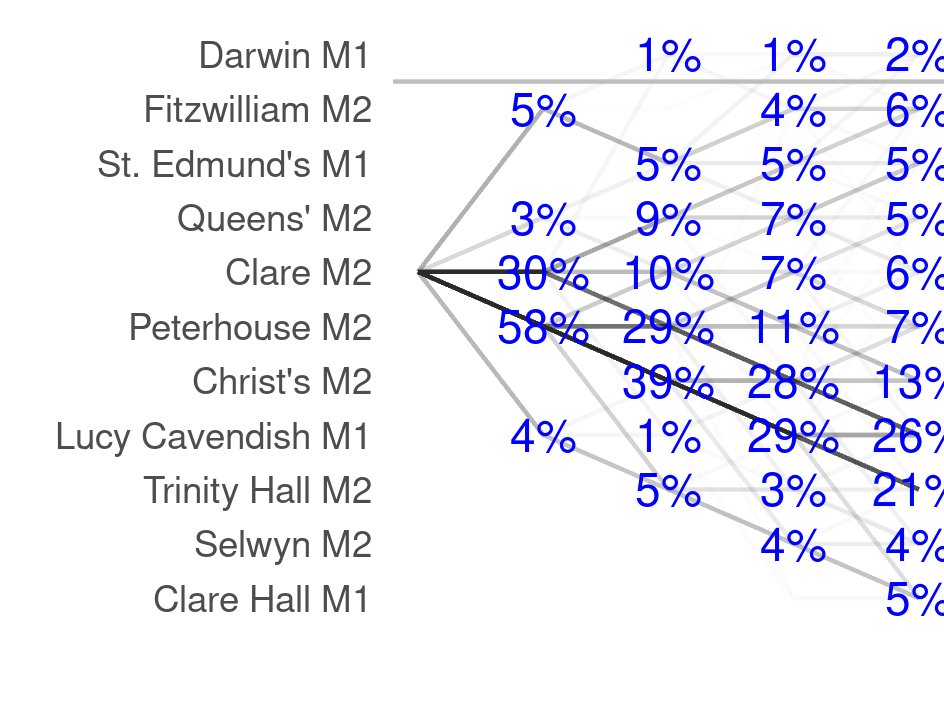 Darwin M1 1% 1% 2%
Fitzwilliam M2 5% 4% 6%
St. Edmund's M1 5% 5% 5%
Queens' M2 3% 9% 7% 5%
Clare M2 30% 10% 7% 6%
Peterhouse M2 58% 29% 11% 7%
Christ's M2 39% 28% 13%
Lucy Cavendish M1 4% 1% 29% 26%
Trinity Hall M2 5% 3% 21%
Selwyn M2 4% 4%
Clare Hall M1 5%